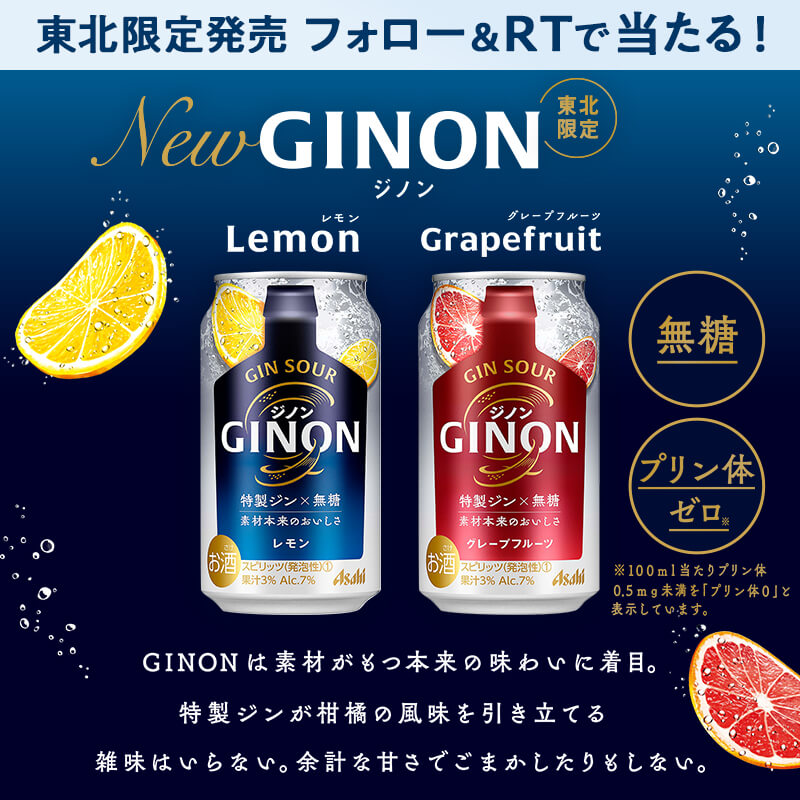 東北限定発売 フォロー&RTで当たる!
New GINON
東北
限定
ジノン
レモン
Lemon
グレープフルーツ
Grapefruit
GIN SOUR
ジノン
GINON
特製ジン×無糖
素材本来のおいしさ
レモン
さけ
お酒
スピリッツ(発泡性)①
果汁3% Alc.7%
Asahi
GIN SOUR
ジノン
GINON
特製ジン×無糖
素材本来のおいしさ
グレープフルーツ
さけ
お酒
スピリッツ(発泡性)①
果汁3% Alc.7%
Asahi
無糖
プリン体
ゼロ※
※100ml当たりプリン体
0.5mg未満を「プリン体0」と
表示しています。
GINONは素材がもつ本来の味わいに着目。
特製ジンが柑橘の風味を引き立てる
雑味はいらない。余計な甘さでごまかしたりもしない。